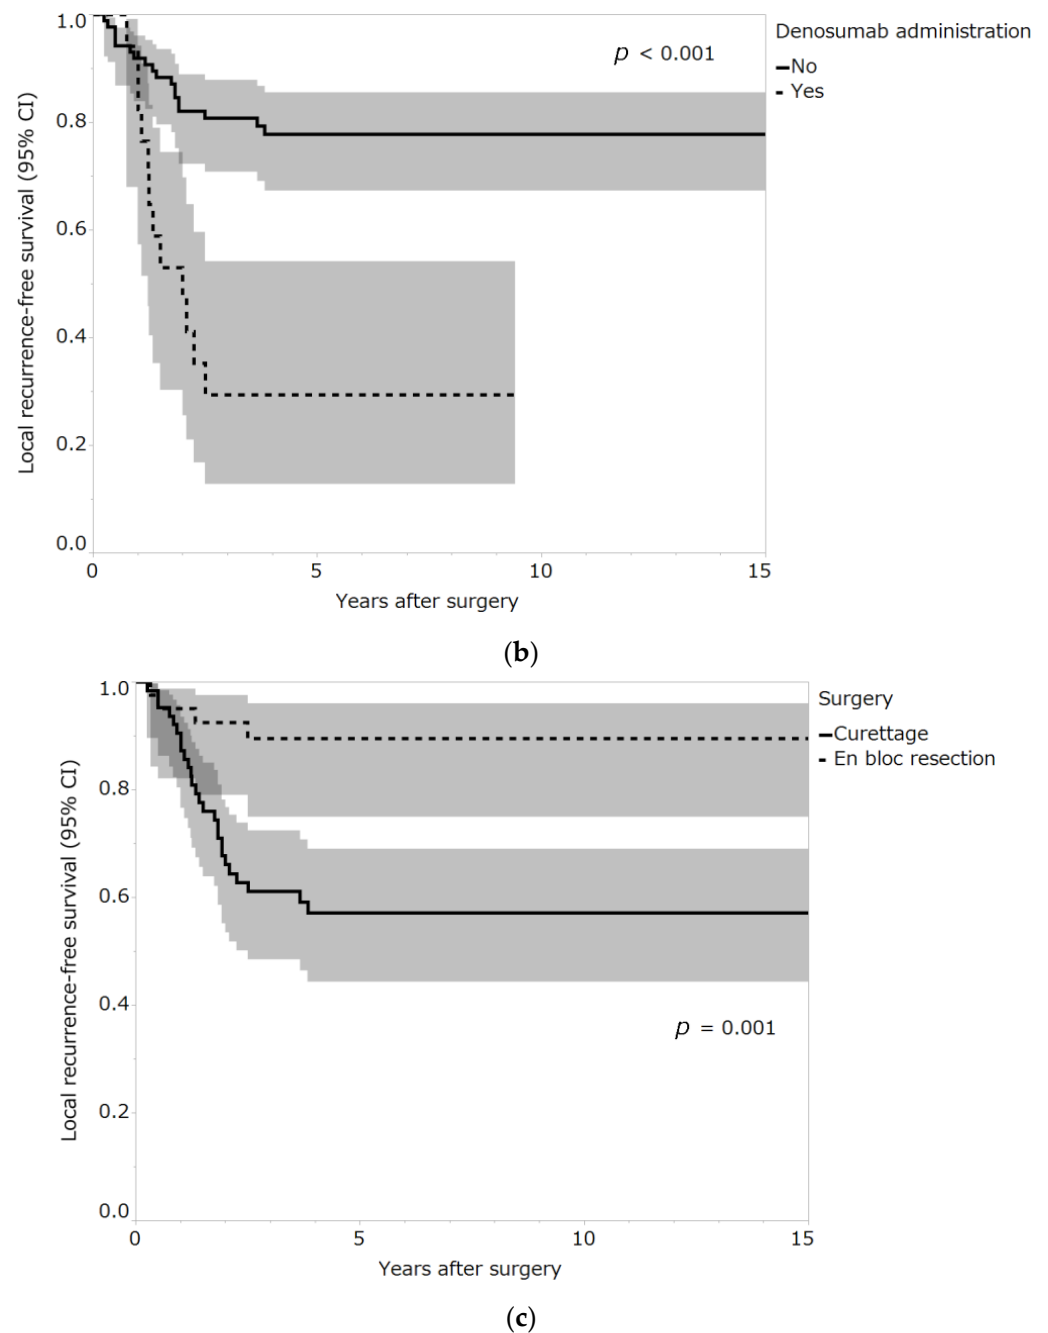 Local recurrence-free survival (95% CI)
1.0
0.8
0.6
0.4
0.2
0.0
0 5 10 15
Years after surgery
p < 0.001
Denosumab administration
No
Yes
(b)
Local recurrence-free survival (95% CI)
1.0
0.8
0.6
0.4
0.2
0.0
0 5 10 15
Years after surgery
p = 0.001
Surgery
Curettage
En bloc resection
(c)